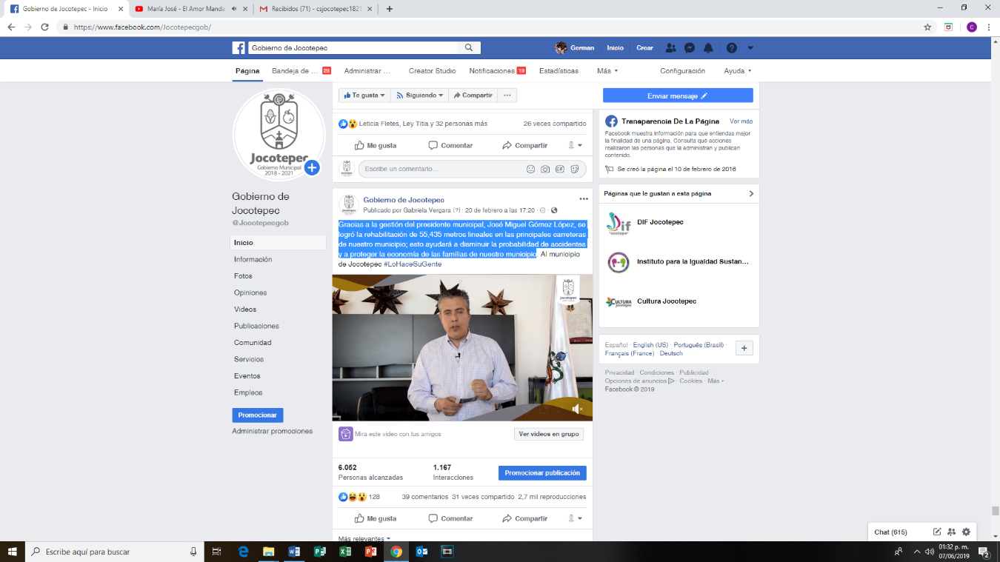 Gobierno de Jocotepec - Inicio
María José - El Amor Manda
Recibidos (71) - csjocotepec1821
https://www.facebook.com/Jocotepecgob/
C
Gobierno de Jocotepec
German Inicio Crear
Página Bandeja de ... 28 Administrar ... Creator Studio Notificaciones 19 Estadísticas Más Configuración Ayuda
Te gusta Siguiendo Compartir ...
Enviar mensaje
Jocotepec
Gobierno Municipal
2018 - 2021
Gobierno de
Jocotepec
@Jocotepecgob
Inicio
Información
Fotos
Opiniones
Videos
Publicaciones
Comunidad
Servicios
Eventos
Empleos
Promocionar
Administrar promociones
Leticia Fletes, Ley Titia y 32 personas más 26 veces compartido
Me gusta Comentar Compartir
Escribe un comentario...
Gobierno de Jocotepec
Publicado por Gabriela Vergara [?] · 20 de febrero a las 17:20 ·
Gracias a la gestión del presidente municipal, José Miguel Gómez López, se
logró la rehabilitación de 55,435 metros lineales en las principales carreteras
de nuestro municipio; esto ayudará a disminuir la probabilidad de accidentes
y a proteger la economía de las familias de nuestro municipio Al municipio
de Jocotepec #LoHaceSuGente
Jocotepec
Mira este video con tus amigos
Ver videos en grupo
6.052 1.167
Personas alcanzadas Interacciones
Promocionar publicación
128 39 comentarios 31 veces compartido 2,7 mil reproducciones
Me gusta Comentar Compartir
Más relevantes
Transparencia De La Página Ver más
Facebook muestra información para que entiendas mejor
la finalidad de una página. Consulta qué acciones
realizaron las personas que la administran y publican
contenido.
Se creó la página el 10 de febrero de 2016
Páginas que le gustan a esta página
DIF Jocotepec
Instituto para la Igualdad Sustan...
Cultura Jocotepec
Español · English (US) · Português (Brasil) ·
Français (France) · Deutsch
Privacidad · Condiciones · Publicidad ·
Opciones de anuncios · Cookies · Más
Facebook © 2019
Chat (615)
Escribe aquí para buscar
01:32 p. m.
07/06/2019
2